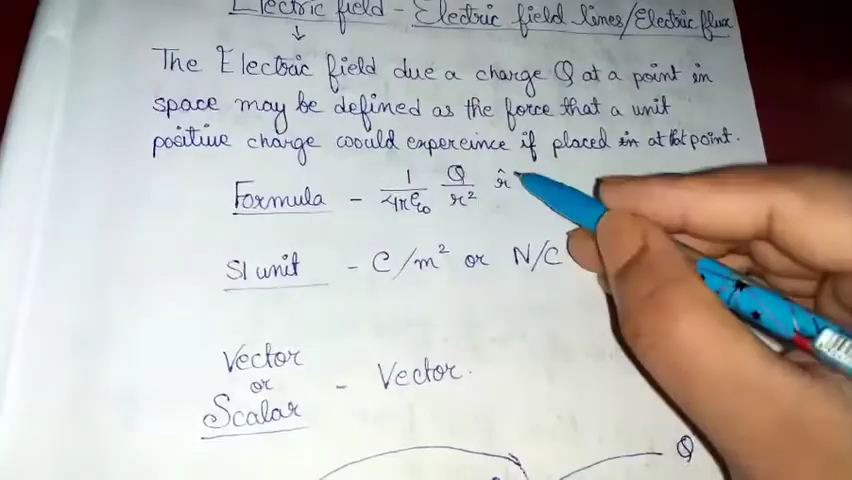 Electric field - Electric field lines/Electric flux
The Electric field due a charge Q at a point in
space may be defined as the force that a unit
positive charge coould expereince if placed in at that point.
Formula - 1/4πε0 Q/r² r̂
SI unit - C/m² or N/C
Vector
or - Vector.
Scalar
Q